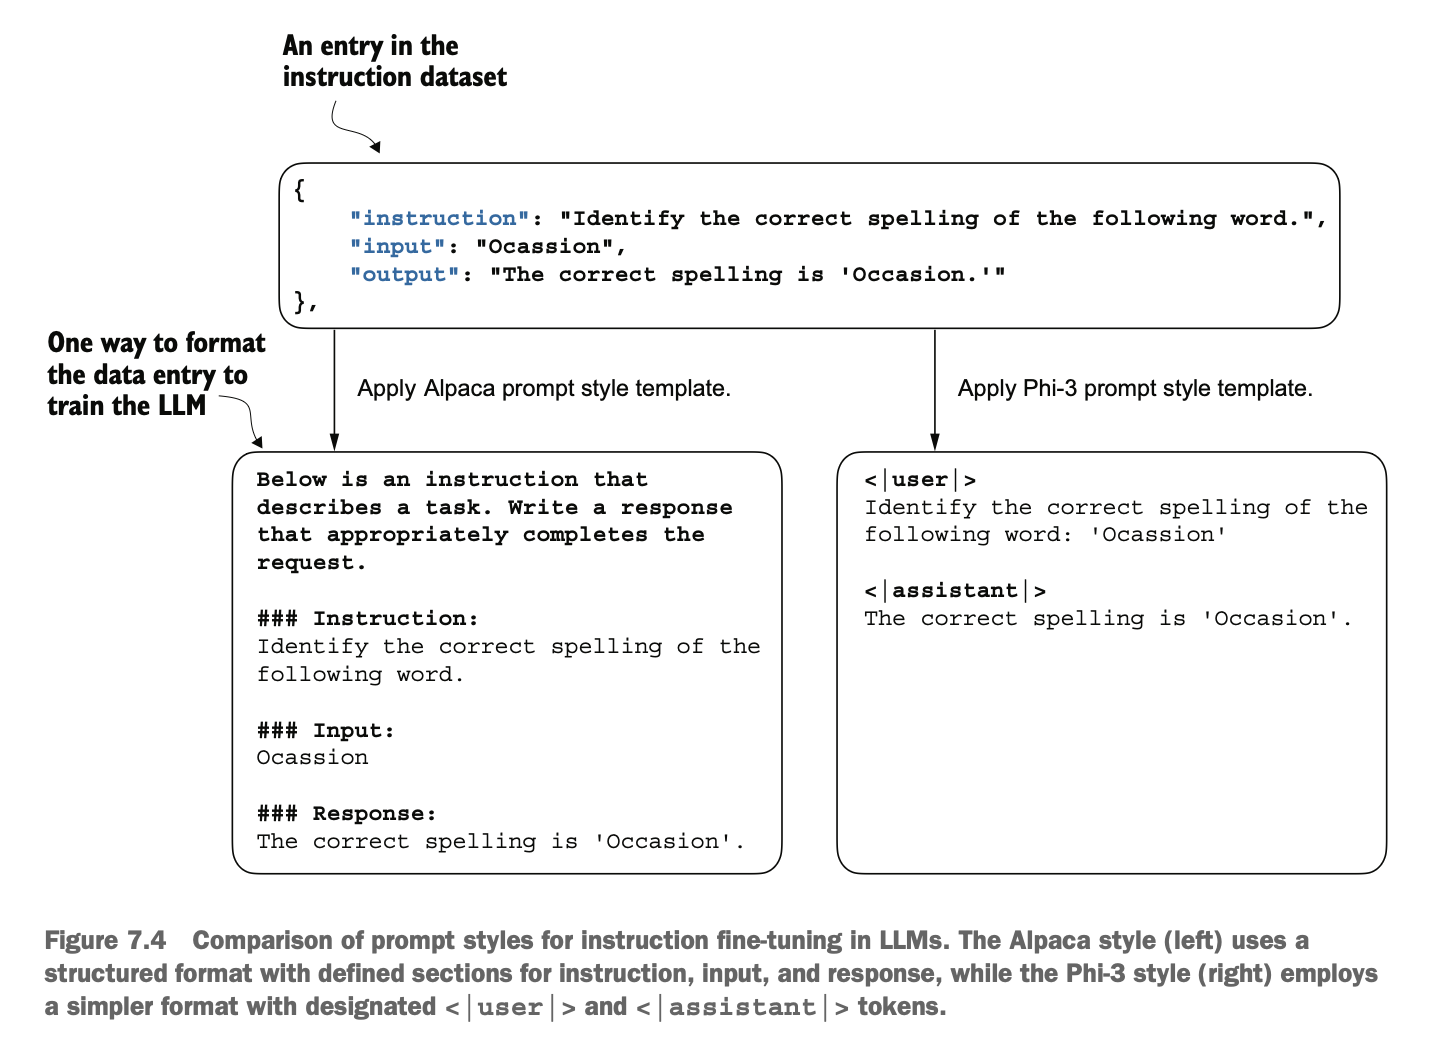 An entry in the
instruction dataset
{
"instruction": "Identify the correct spelling of the following word.",
"input": "Ocassion",
"output": "The correct spelling is 'Occasion.'"
},
One way to format
the data entry to
train the LLM
Apply Alpaca prompt style template.
Apply Phi-3 prompt style template.
Below is an instruction that
describes a task. Write a response
that appropriately completes the
request.
### Instruction:
Identify the correct spelling of the
following word.
### Input:
Ocassion
### Response:
The correct spelling is 'Occasion'.
<|user|>
Identify the correct spelling of the
following word: 'Ocassion'
<|assistant|>
The correct spelling is 'Occasion'.
Figure 7.4 Comparison of prompt styles for instruction fine-tuning in LLMs. The Alpaca style (left) uses a
structured format with defined sections for instruction, input, and response, while the Phi-3 style (right) employs
a simpler format with designated <|user|> and <|assistant|> tokens.